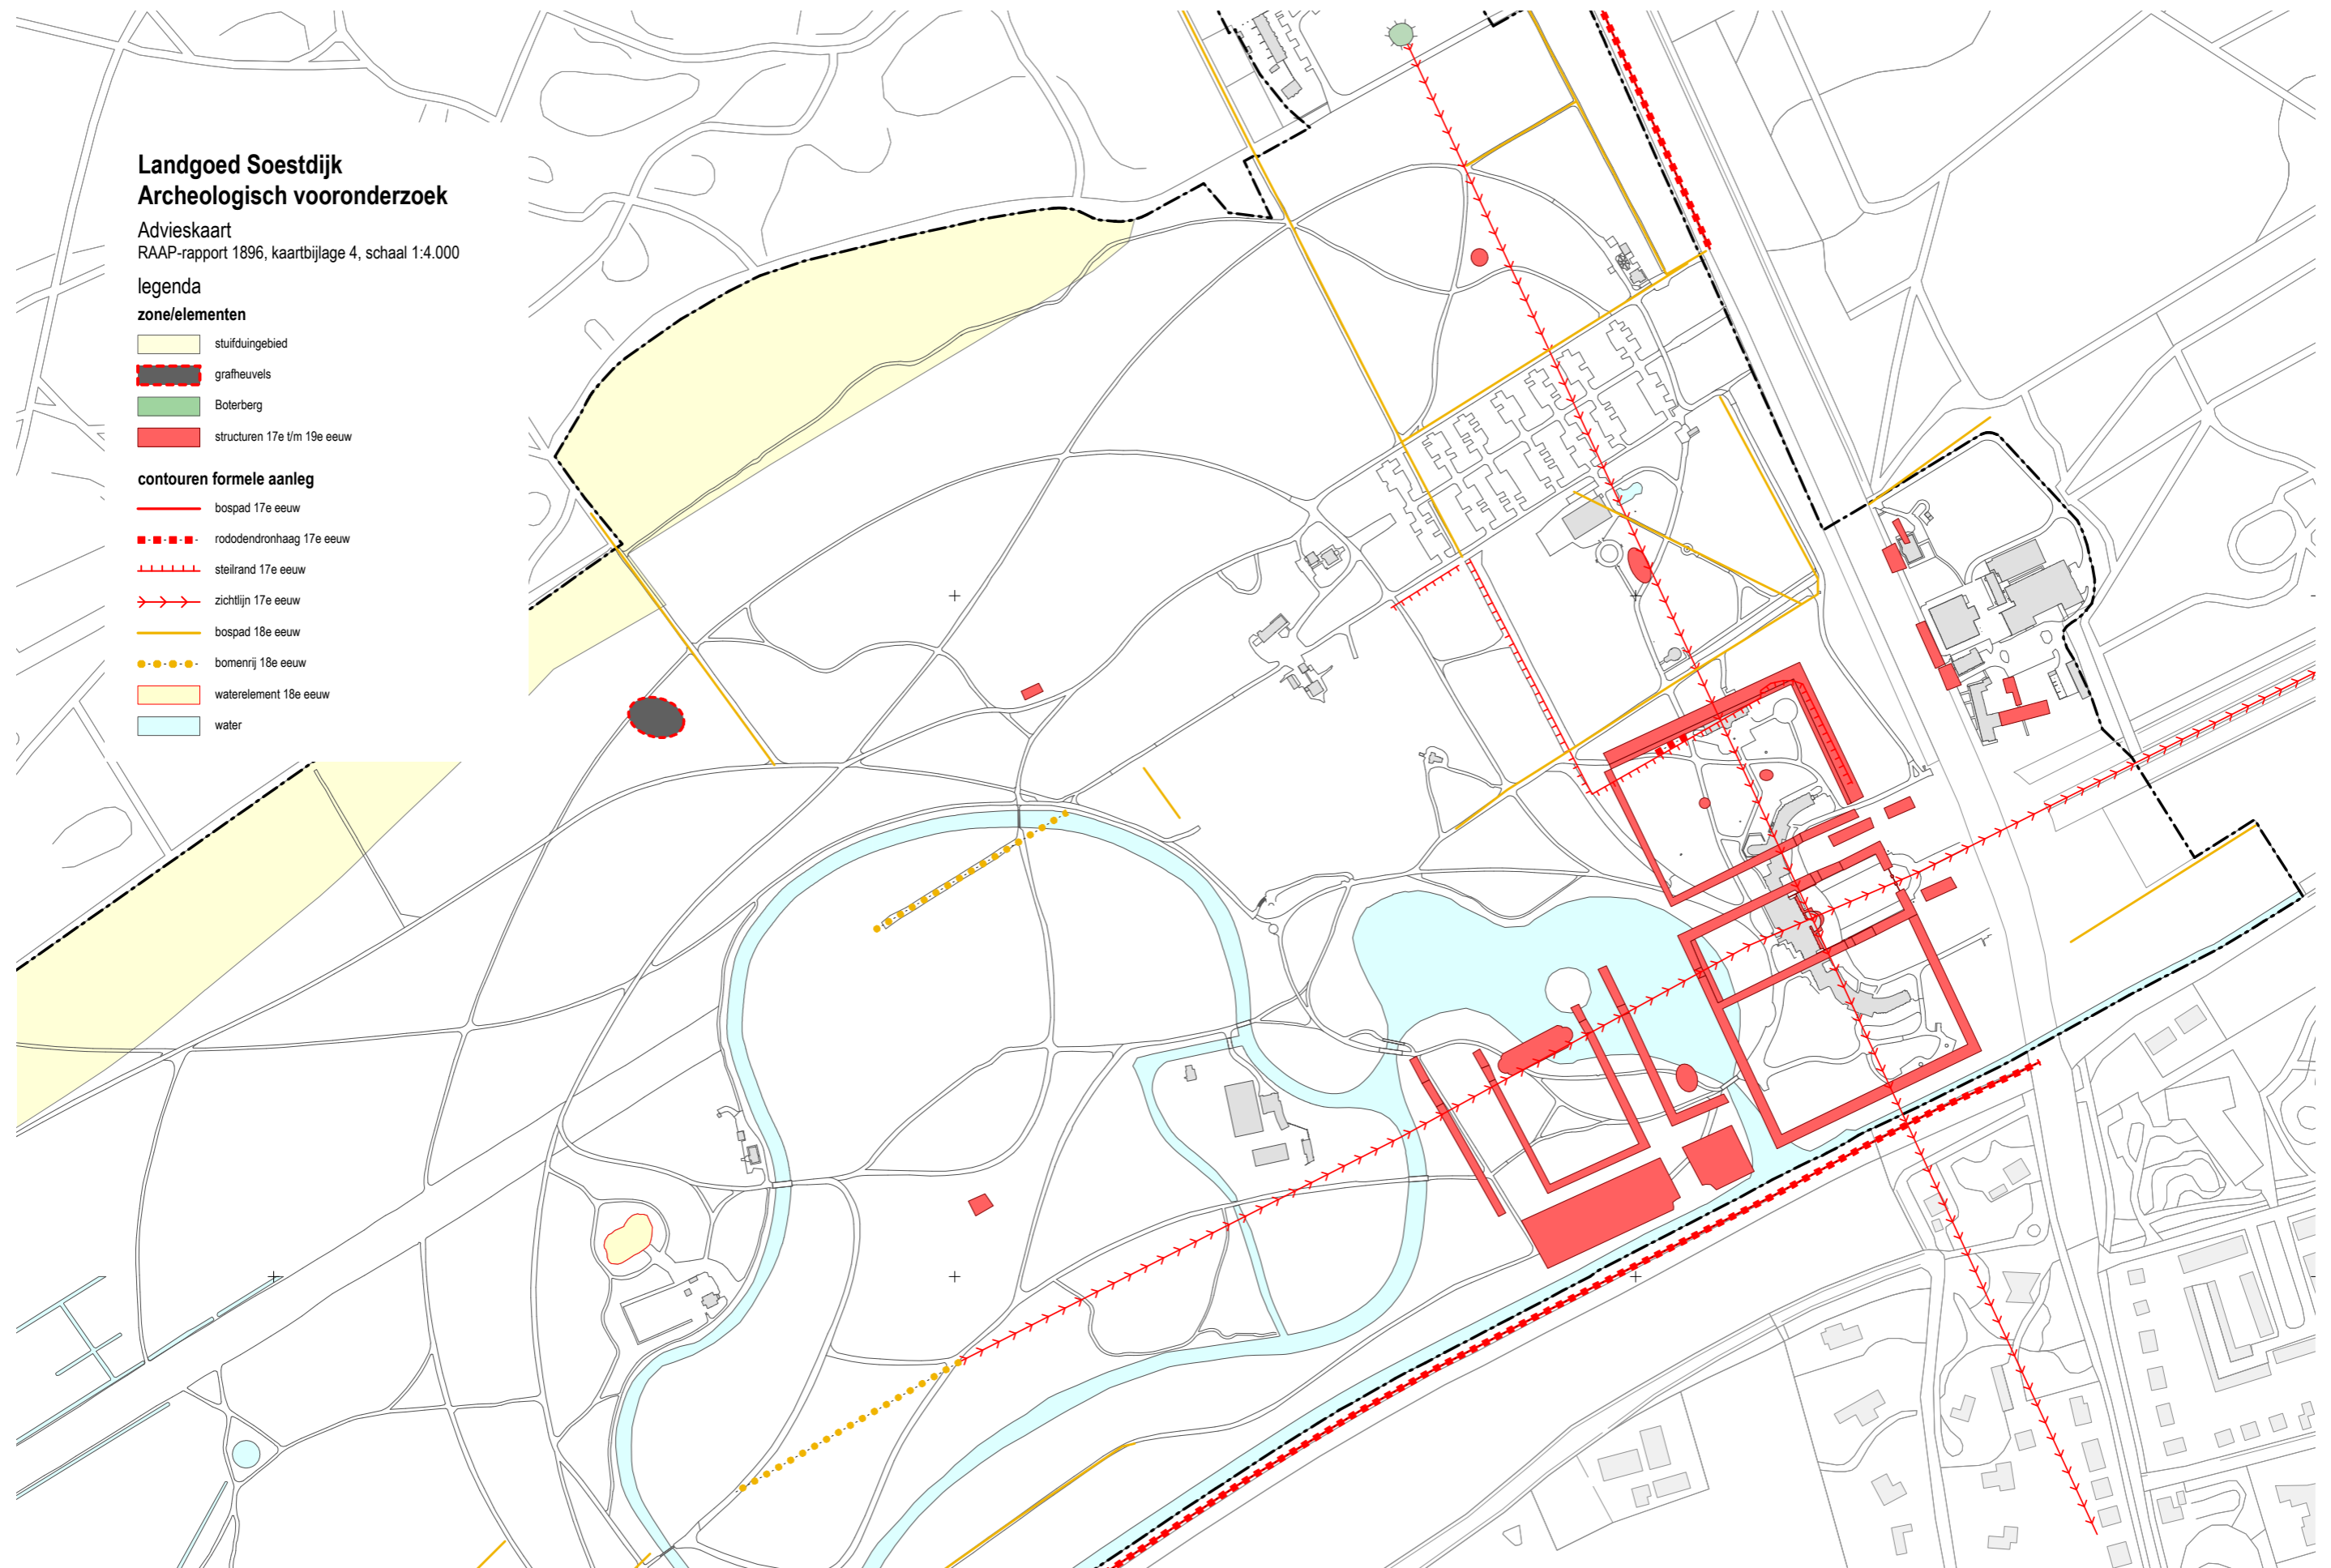 Landgoed Soestdijk
Archeologisch vooronderzoek
Advieskaart
RAAP-rapport 1896, kaartbijlage 4, schaal 1:4.000
legenda
zone/elementen
stuifduingebied
grafheuvels
Boterberg
structuren 17e t/m 19e eeuw
contouren formele aanleg
bospad 17e eeuw
rododendronhaag 17e eeuw
steilrand 17e eeuw
zichtlijn 17e eeuw
bospad 18e eeuw
bomenrij 18e eeuw
waterelement 18e eeuw
water